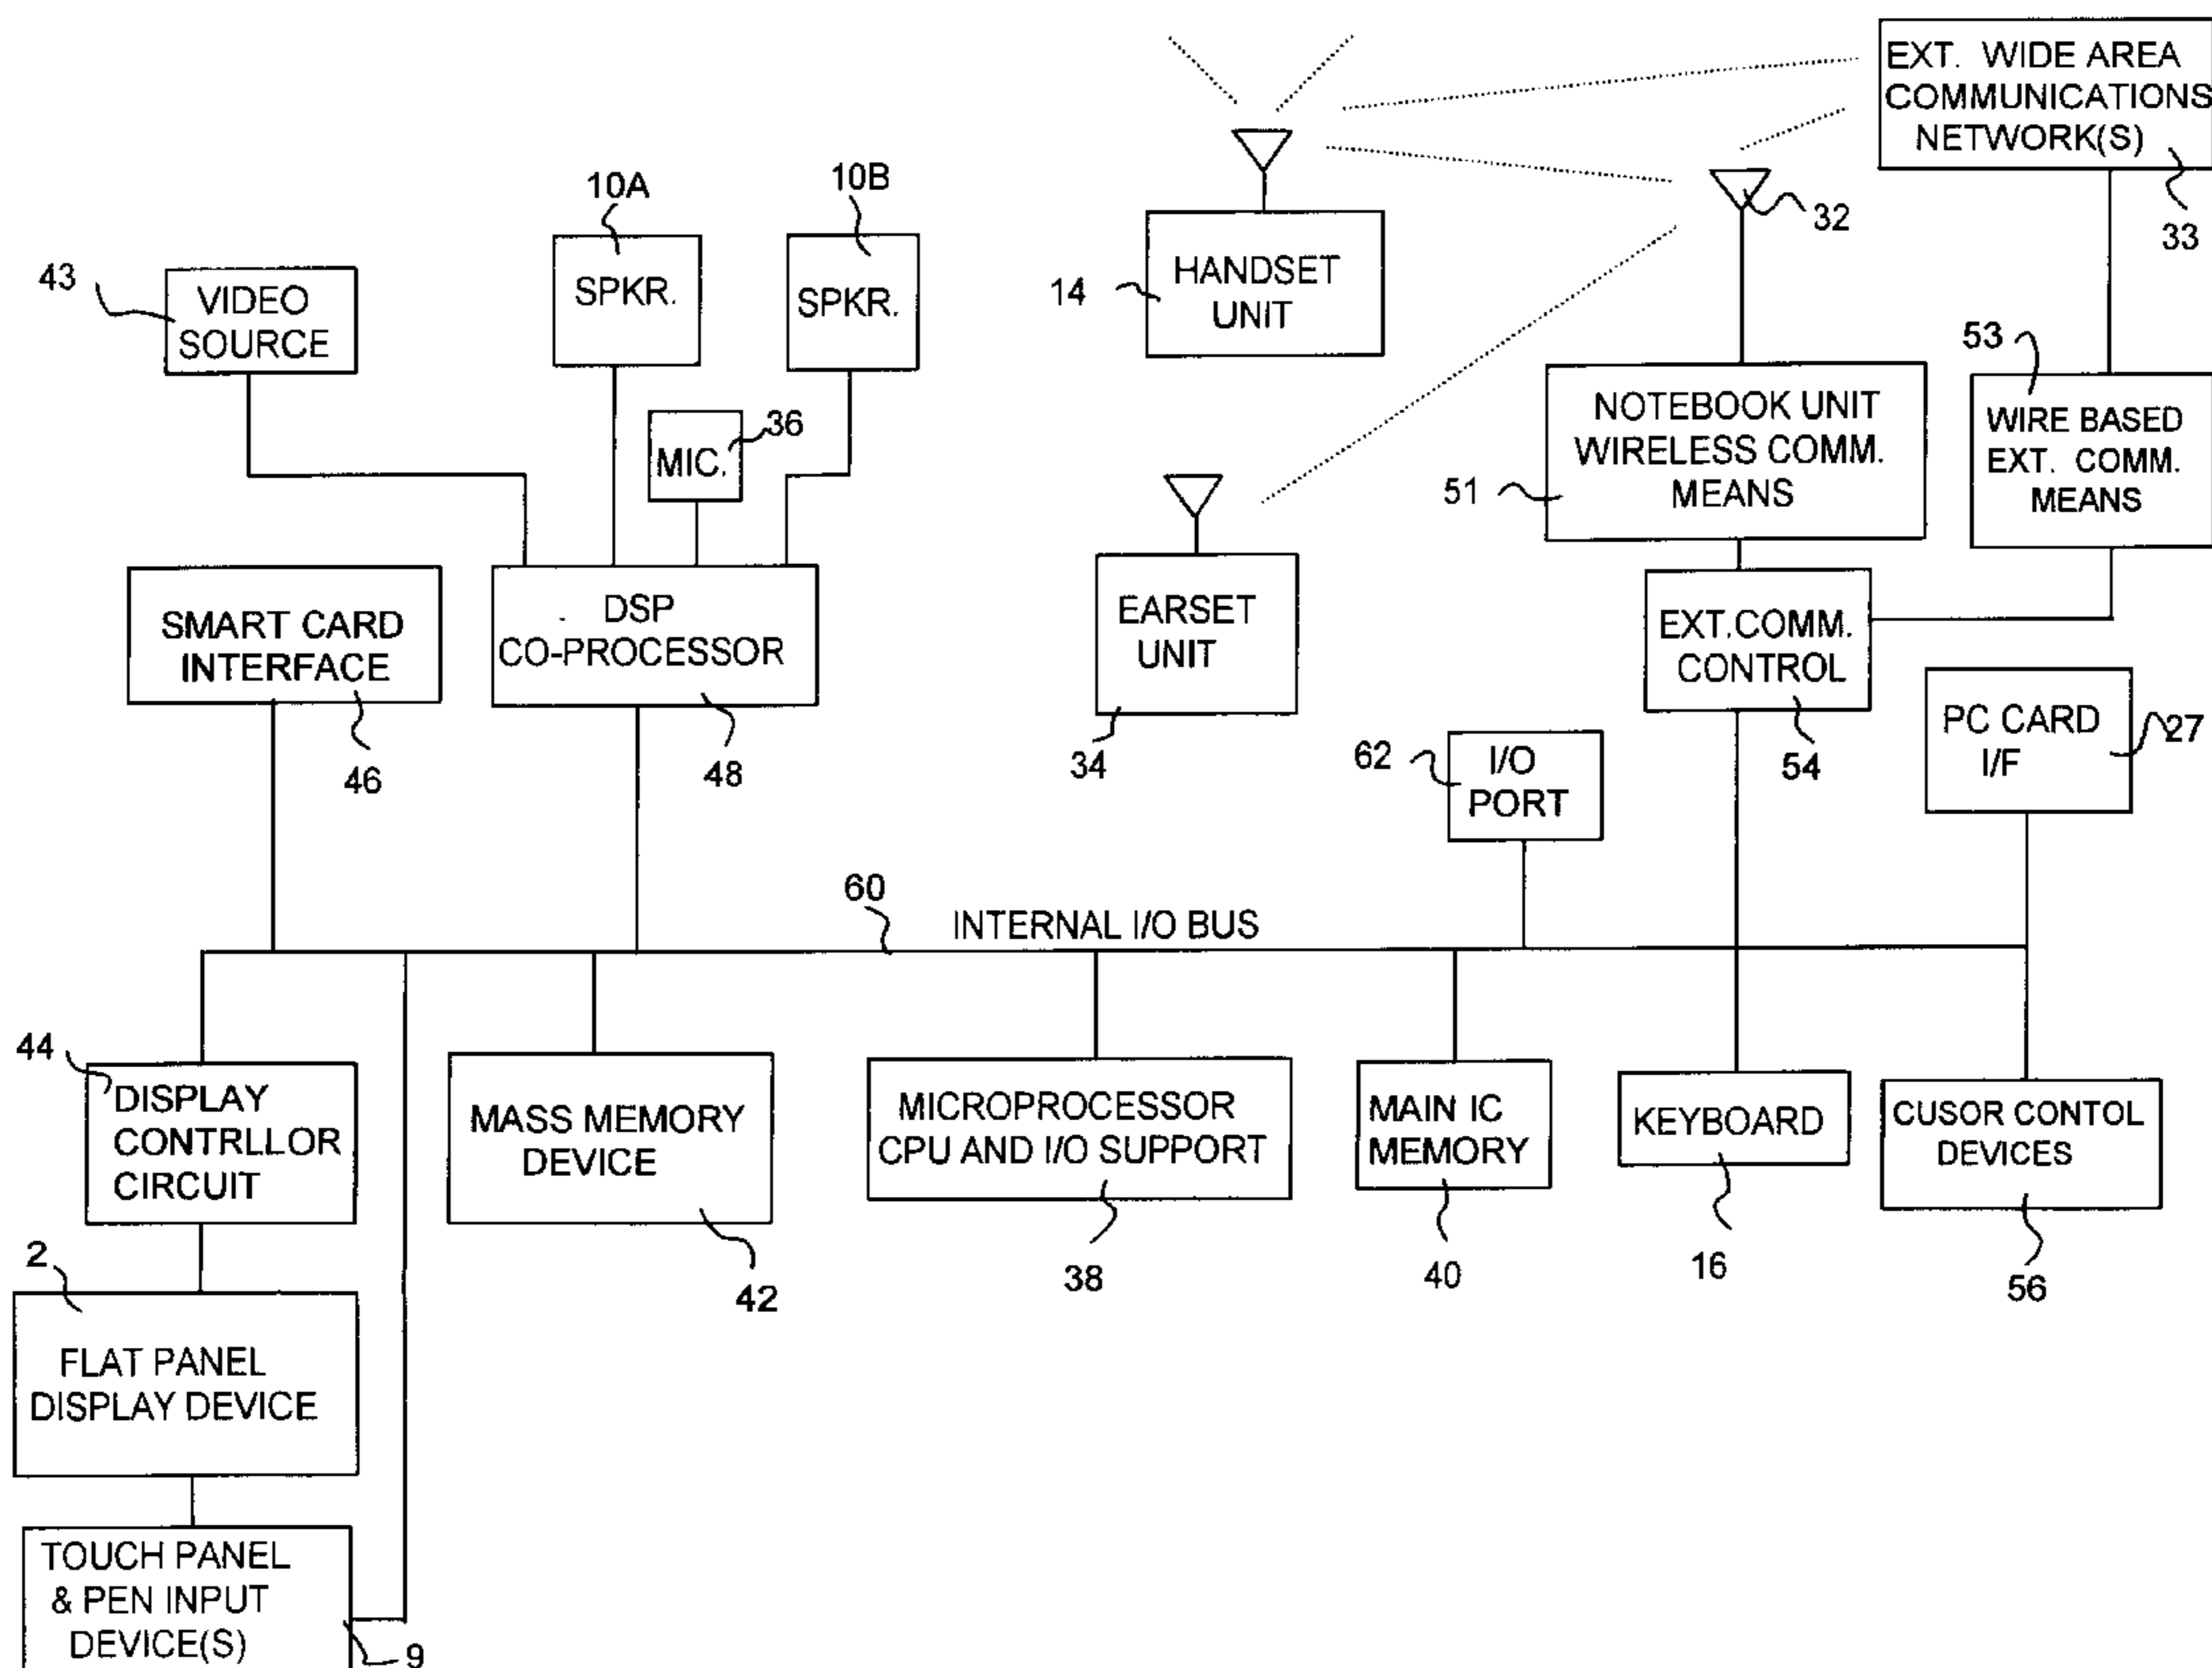 EXT. WIDE AREA
COMMUNICATIONS
NETWORK(S)
33
10A
10B
32
43
VIDEO
SOURCE
SPKR.
SPKR.
14
HANDSET
UNIT
53
36
MIC.
NOTEBOOK UNIT
WIRELESS COMM.
MEANS
51
WIRE BASED
EXT. COMM.
MEANS
SMART CARD
INTERFACE
46
DSP
CO-PROCESSOR
48
EARSET
UNIT
34
EXT.COMM.
CONTROL
54
62
I/O
PORT
PC CARD
I/F
27
60
INTERNAL I/O BUS
44
DISPLAY
CONTRLLOR
CIRCUIT
MASS MEMORY
DEVICE
42
MICROPROCESSOR
CPU AND I/O SUPPORT
38
MAIN IC
MEMORY
40
KEYBOARD
16
CUSOR CONTOL
DEVICES
56
2
FLAT PANEL
DISPLAY DEVICE
TOUCH PANEL
& PEN INPUT
DEVICE(S)
9